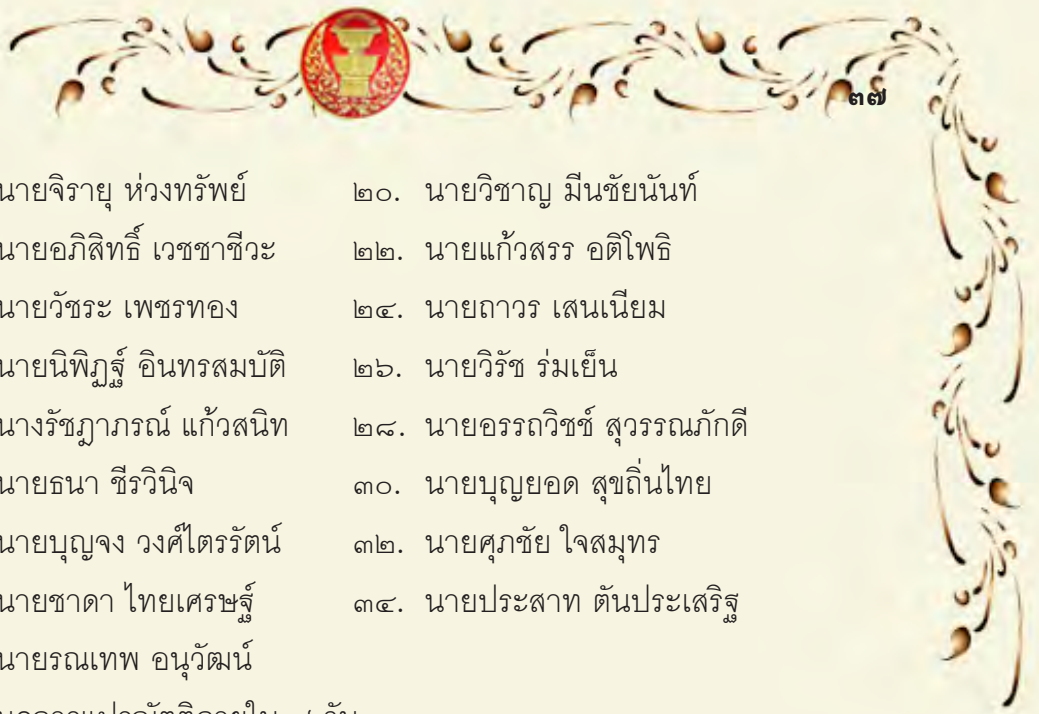 ๓๗
นายจิรายุ ห่วงทรัพย์ ๒๐. นายวิชาญ มีนชัยนันท์
นายอภิสิทธิ์ เวชชาชีวะ ๒๒. นายแก้วสรร อติโพธิ
นายวัชระ เพชรทอง ๒๔. นายถาวร เสนเนียม
นายนิพิฏฐ์ อินทรสมบัติ ๒๖. นายวิรัช ร่มเย็น
นางรัชฎาภรณ์ แก้วสนิท ๒๘. นายอรรถวิชช์ สุวรรณภักดี
นายธนา ชีรวินิจ ๓๐. นายบุญยอด สุขถิ่นไทย
นายบุญจง วงศ์ไตรรัตน์ ๓๒. นายศุภชัย ใจสมุทร
นายชาดา ไทยเศรษฐ์ ๓๔. นายประสาท ตันประเสริฐ
นายรณเทพ อนุวัฒน์